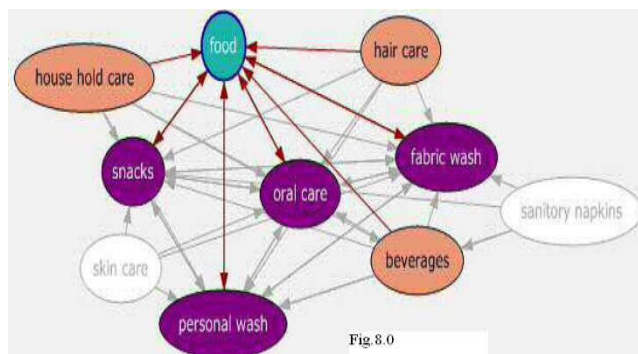 food
hair care
house hold care
fabric wash
snacks
oral care
sanitory napkins
skin care
beverages
personal wash
Fig.8.0